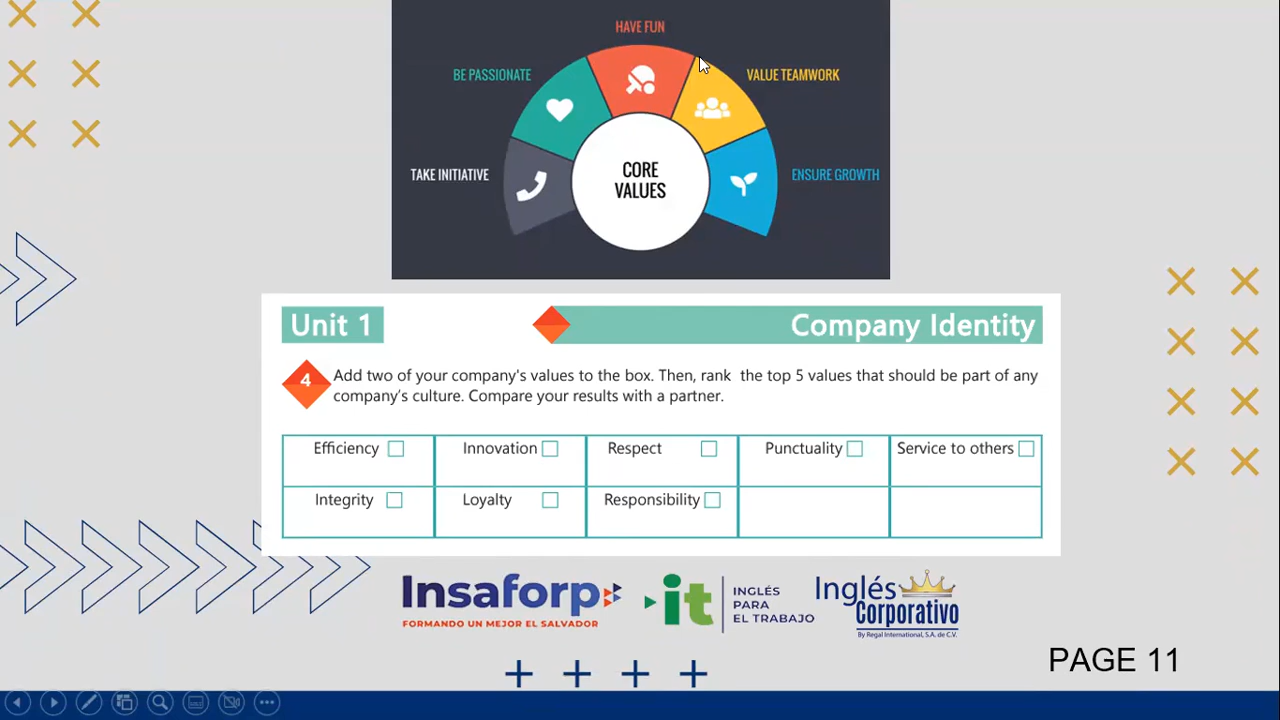 HAVE FUN
BE PASSIONATE
VALUE TEAMWORK
TAKE INITIATIVE
CORE
VALUES
ENSURE GROWTH
Unit 1
Company Identity
4
Add two of your company's values to the box. Then, rank the top 5 values that should be part of any
company's culture. Compare your results with a partner.
Efficiency
Innovation
Respect
Punctuality
Service to others
Integrity
Loyalty
Responsibility
Insaforp
FORMANDO UN MEJOR EL SALVADOR
it
INGLÉS
PARA
EL TRABAJO
Inglés
Corporativo
By Regal International, S.A. de C.V.
PAGE 11